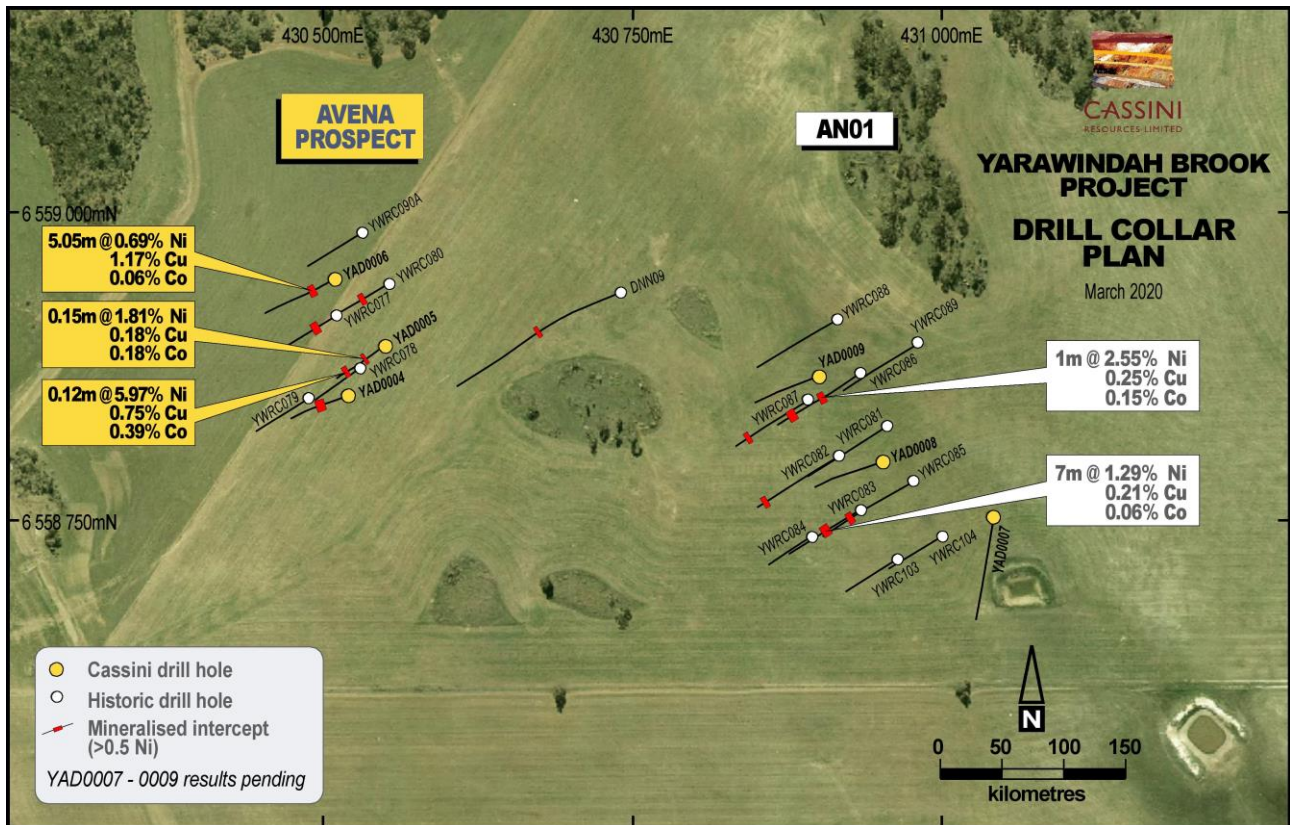 430 500mE
430 750mE
431 000mE
AVENA
PROSPECT
AN01
CASSINI
RESOURCES LIMITED
YARAWINDAH BROOK
PROJECT
DRILL COLLAR
PLAN
March 2020
6 559 000mN
6 558 750mN
5.05m @ 0.69% Ni
1.17% Cu
0.06% Co
0.15m @ 1.81% Ni
0.18% Cu
0.18% Co
0.12m @ 5.97% Ni
0.75% Cu
0.39% Co
YWRC090A
YAD0006
YWRC080
YWRC077
YAD0005
YWRC078
YWRC079
YAD0004
DNN09
YWRC088
YWRC089
YAD0009
YWRC086
YWRC087
YWRC081
YWRC082
YAD0008
YWRC085
YWRC083
YWRC084
YWRC104
YWRC103
YAD0007
1m @ 2.55% Ni
0.25% Cu
0.15% Co
7m @ 1.29% Ni
0.21% Cu
0.06% Co
Cassini drill hole
Historic drill hole
Mineralised intercept
(>0.5 Ni)
YAD0007 - 0009 results pending
N
0 50 100 150
kilometres